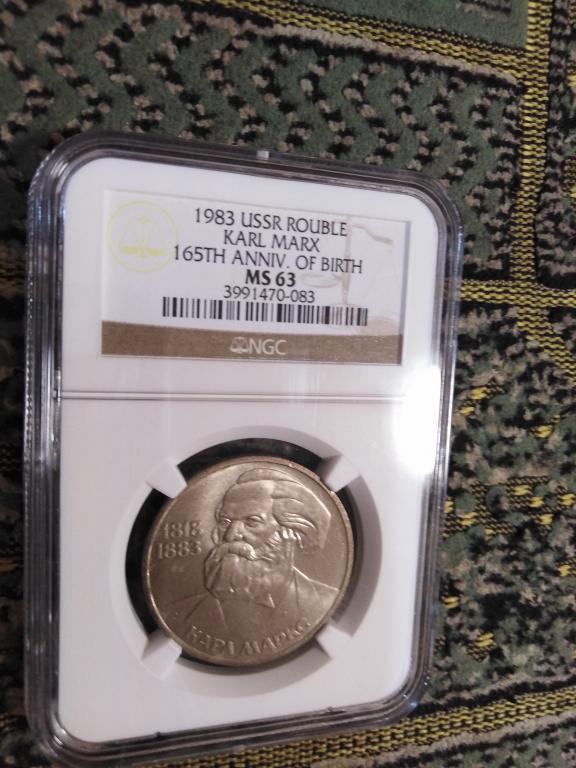 1983 USSR ROUBLE
KARL MARX
165TH ANNIV. OF BIRTH
MS 63
3991470-083
NGC
1818
1883
КАРЛ МАРКС